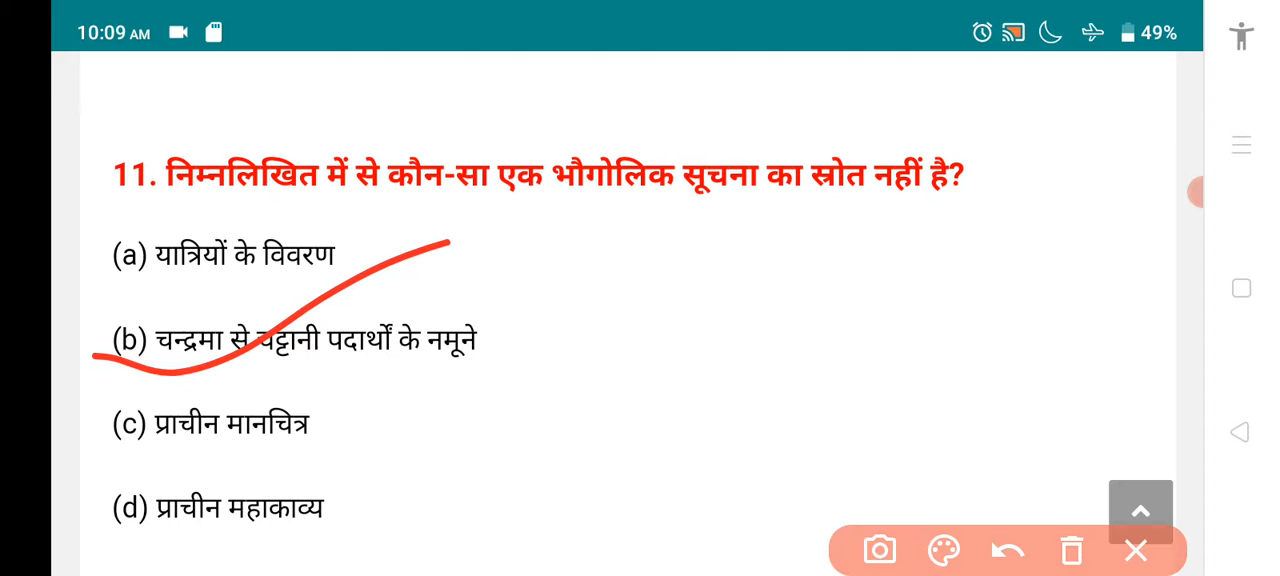 10:09 AM
49%
11. निम्नलिखित में से कौन-सा एक भौगोलिक सूचना का स्रोत नहीं है?
(a) यात्रियों के विवरण
(b) चन्द्रमा से चट्टानी पदार्थों के नमूने
(c) प्राचीन मानचित्र
(d) प्राचीन महाकाव्य